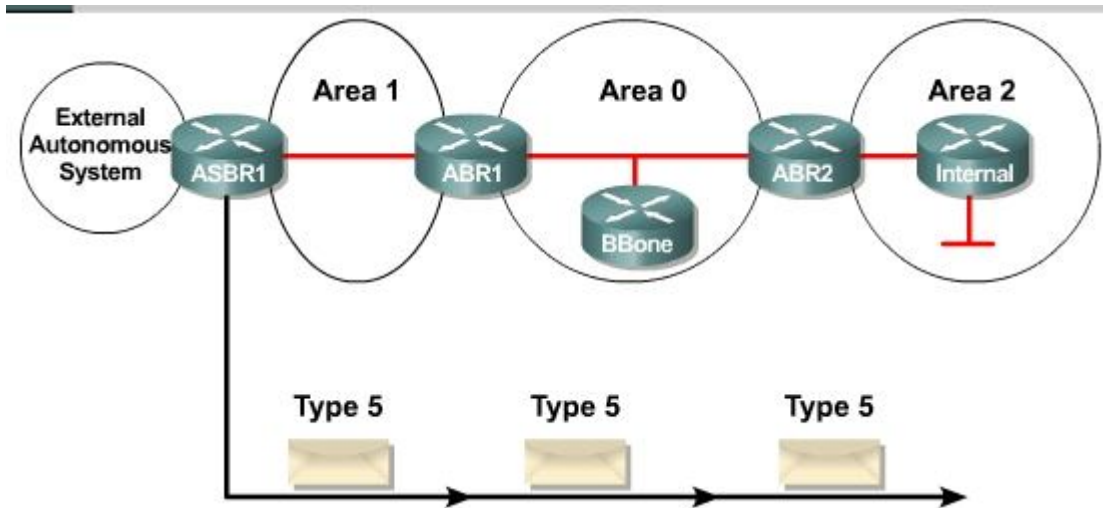 External
Autonomous
System
ASBR1
Area 1
ABR1
Area 0
BBone
ABR2
Area 2
Internal
Type 5
Type 5
Type 5